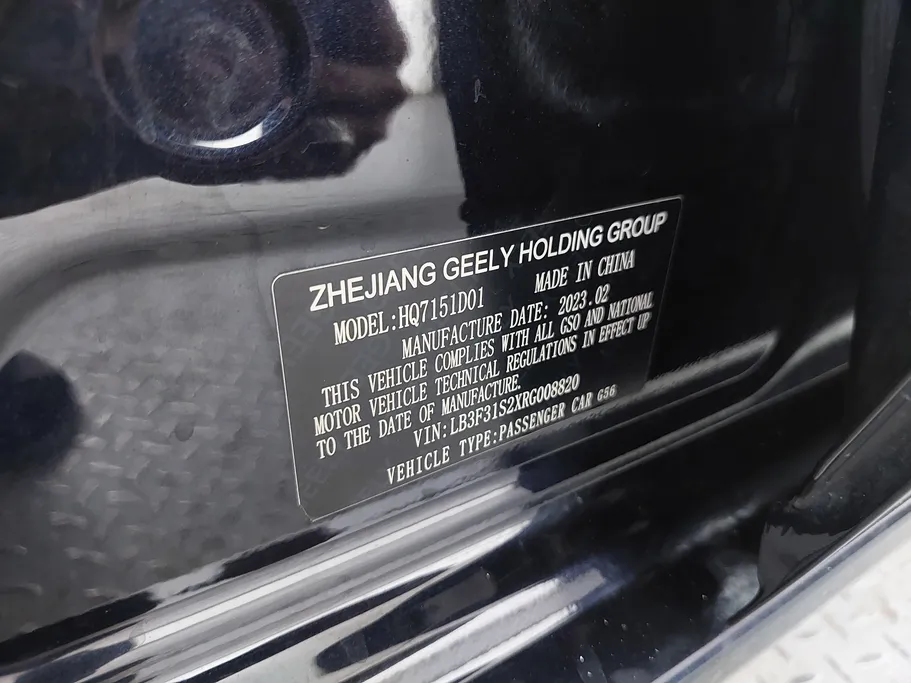 ZHEJIANG GEELY HOLDING GROUP
MODEL:HQ7151D01 MADE IN CHINA
MANUFACTURE DATE: 2023.02
THIS VEHICLE COMPLIES WITH ALL GSO AND NATIONAL
MOTOR VEHICLE TECHNICAL REGULATIONS IN EFFECT UP
TO THE DATE OF MANUFACTURE.
VIN:LB3F31S2XRG008820
VEHICLE TYPE:PASSENGER CAR G56